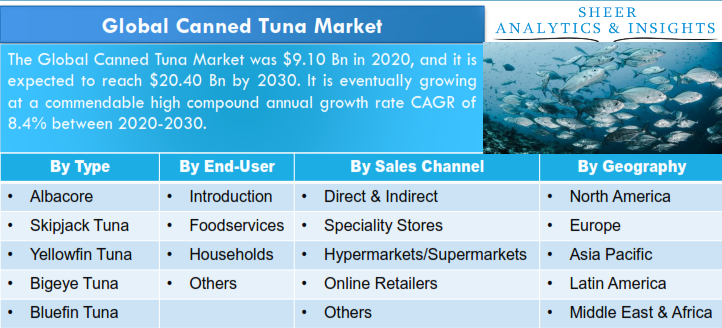 Global Canned Tuna Market
SHEER
ANALYTICS & INSIGHTS
The Global Canned Tuna Market was $9.10 Bn in 2020, and it is
expected to reach $20.40 Bn by 2030. It is eventually growing
at a commendable high compound annual growth rate CAGR of
8.4% between 2020-2030.
By Type By End-User By Sales Channel By Geography
• Albacore • Introduction • Direct & Indirect • North America
• Skipjack Tuna • Foodservices • Speciality Stores • Europe
• Yellowfin Tuna • Households • Hypermarkets/Supermarkets • Asia Pacific
• Bigeye Tuna • Others • Online Retailers • Latin America
• Bluefin Tuna • Others • Middle East & Africa